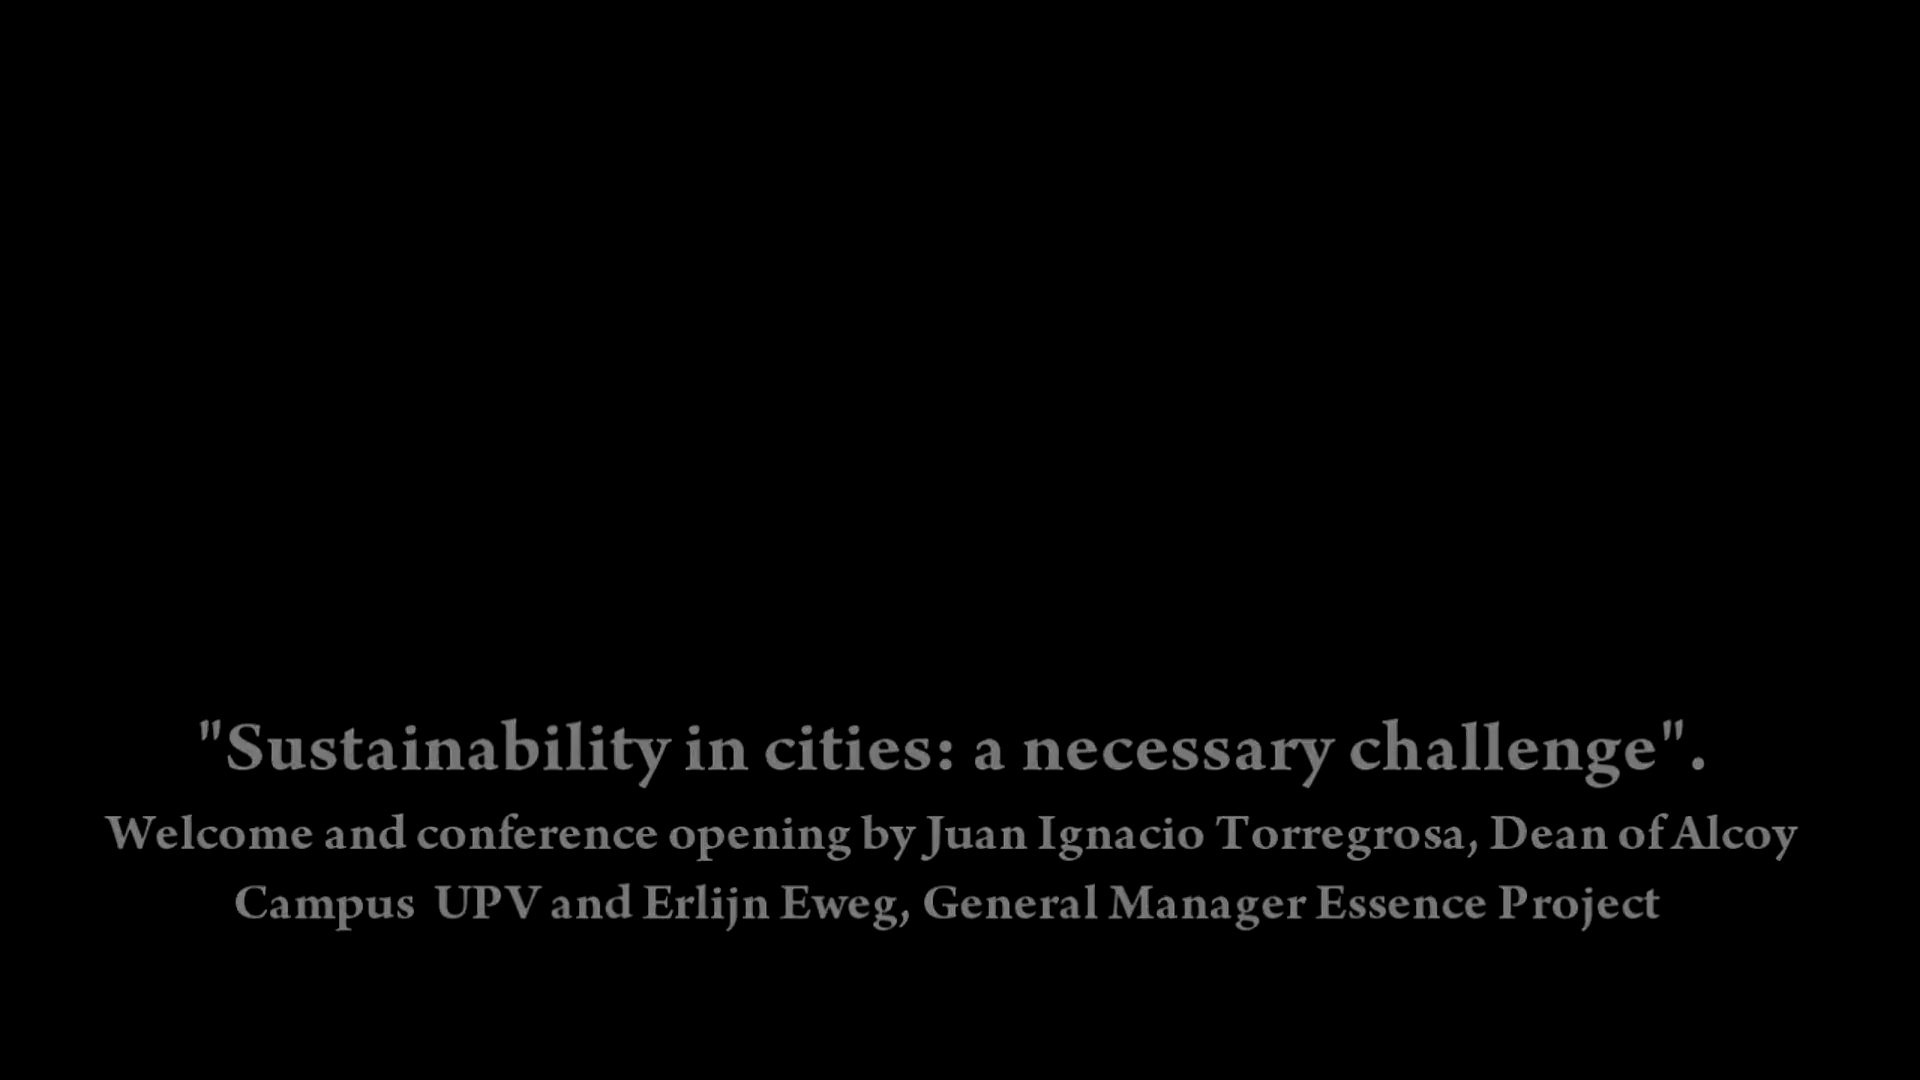 "Sustainability in cities: a necessary challenge".
Welcome and conference opening by Juan Ignacio Torregrosa, Dean of Alcoy
Campus UPV and Erlijn Eweg, General Manager Essence Project